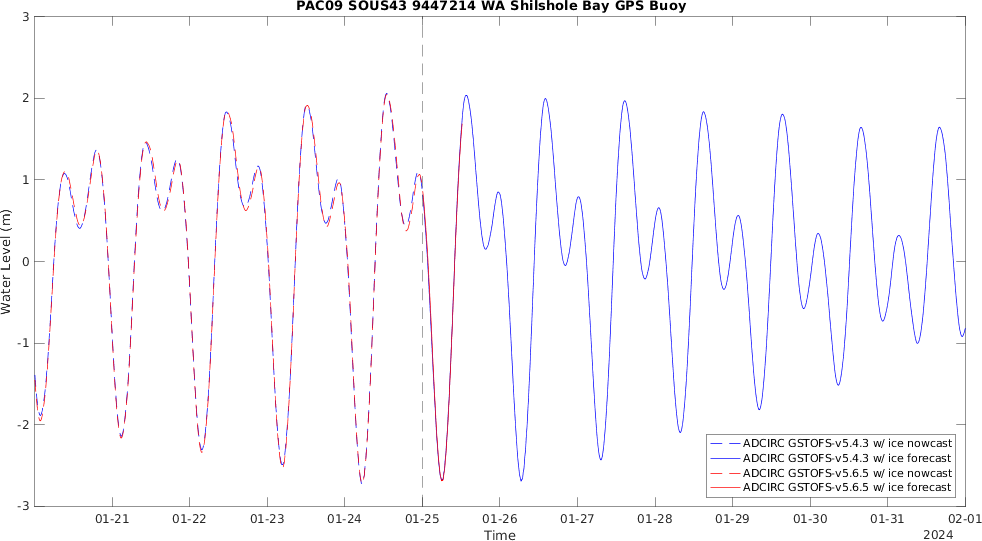 PAC09 SOUS43 9447214 WA Shilshole Bay GPS Buoy
3
2
1
0
-1
-2
-3
Water Level (m)
ADCIRC GSTOFS-v5.4.3 w/ ice nowcast
ADCIRC GSTOFS-v5.4.3 w/ ice forecast
ADCIRC GSTOFS-v5.6.5 w/ ice nowcast
ADCIRC GSTOFS-v5.6.5 w/ ice forecast
01-21 01-22 01-23 01-24 01-25 01-26 01-27 01-28 01-29 01-30 01-31 02-01
Time
2024